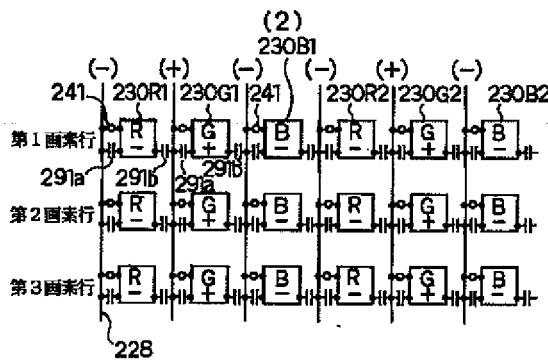 (2)
230B1
(-) (+) (-) (-) (+) (-)
241 230R1 230G1 241 230R2 230G2 230B2
第1画素行 R G B R G B
- + - - + -
291a 291b 291a 291b
第2画素行 R G B R G B
- + - - + -
第3画素行 R G B R G B
- + - - + -
228